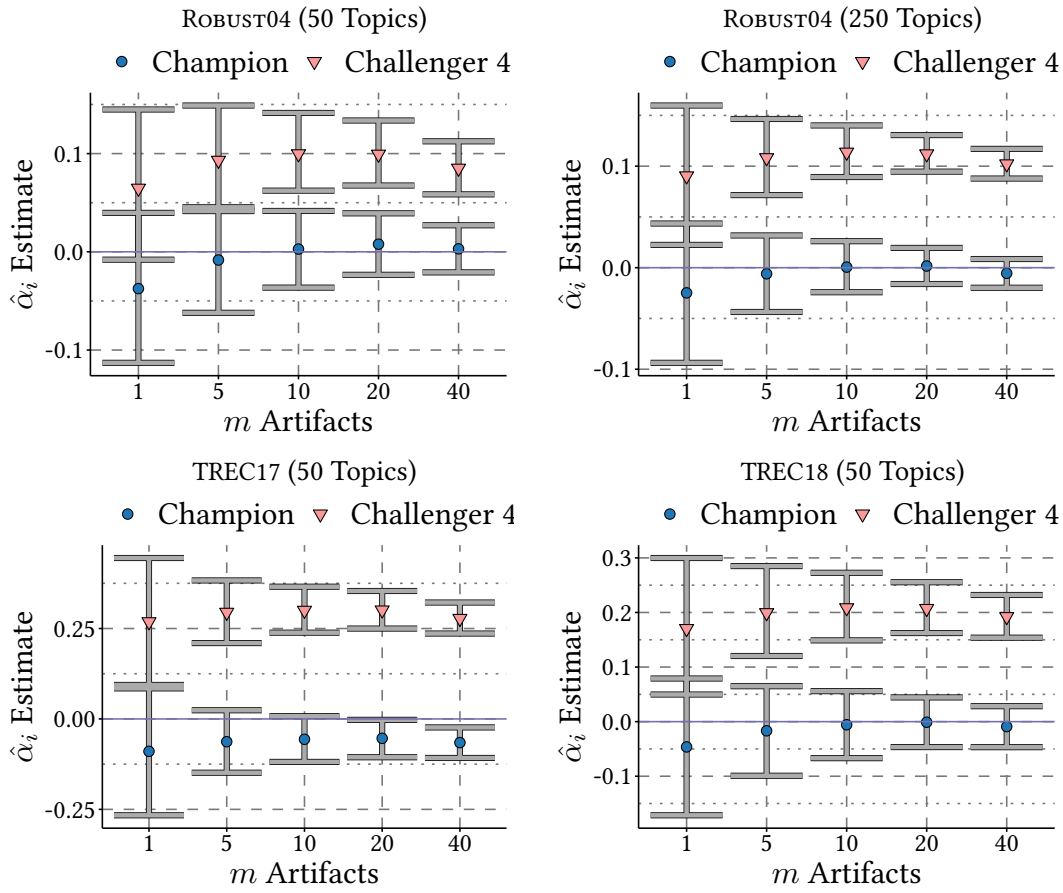 ROBUST04 (50 Topics)
Champion Challenger 4
α̂i Estimate
0.1
0.0
-0.1
1 5 10 20 40
m Artifacts
ROBUST04 (250 Topics)
Champion Challenger 4
α̂i Estimate
0.1
0.0
-0.1
1 5 10 20 40
m Artifacts
TREC17 (50 Topics)
Champion Challenger 4
α̂i Estimate
0.25
0.00
-0.25
1 5 10 20 40
m Artifacts
TREC18 (50 Topics)
Champion Challenger 4
α̂i Estimate
0.3
0.2
0.1
0.0
-0.1
1 5 10 20 40
m Artifacts